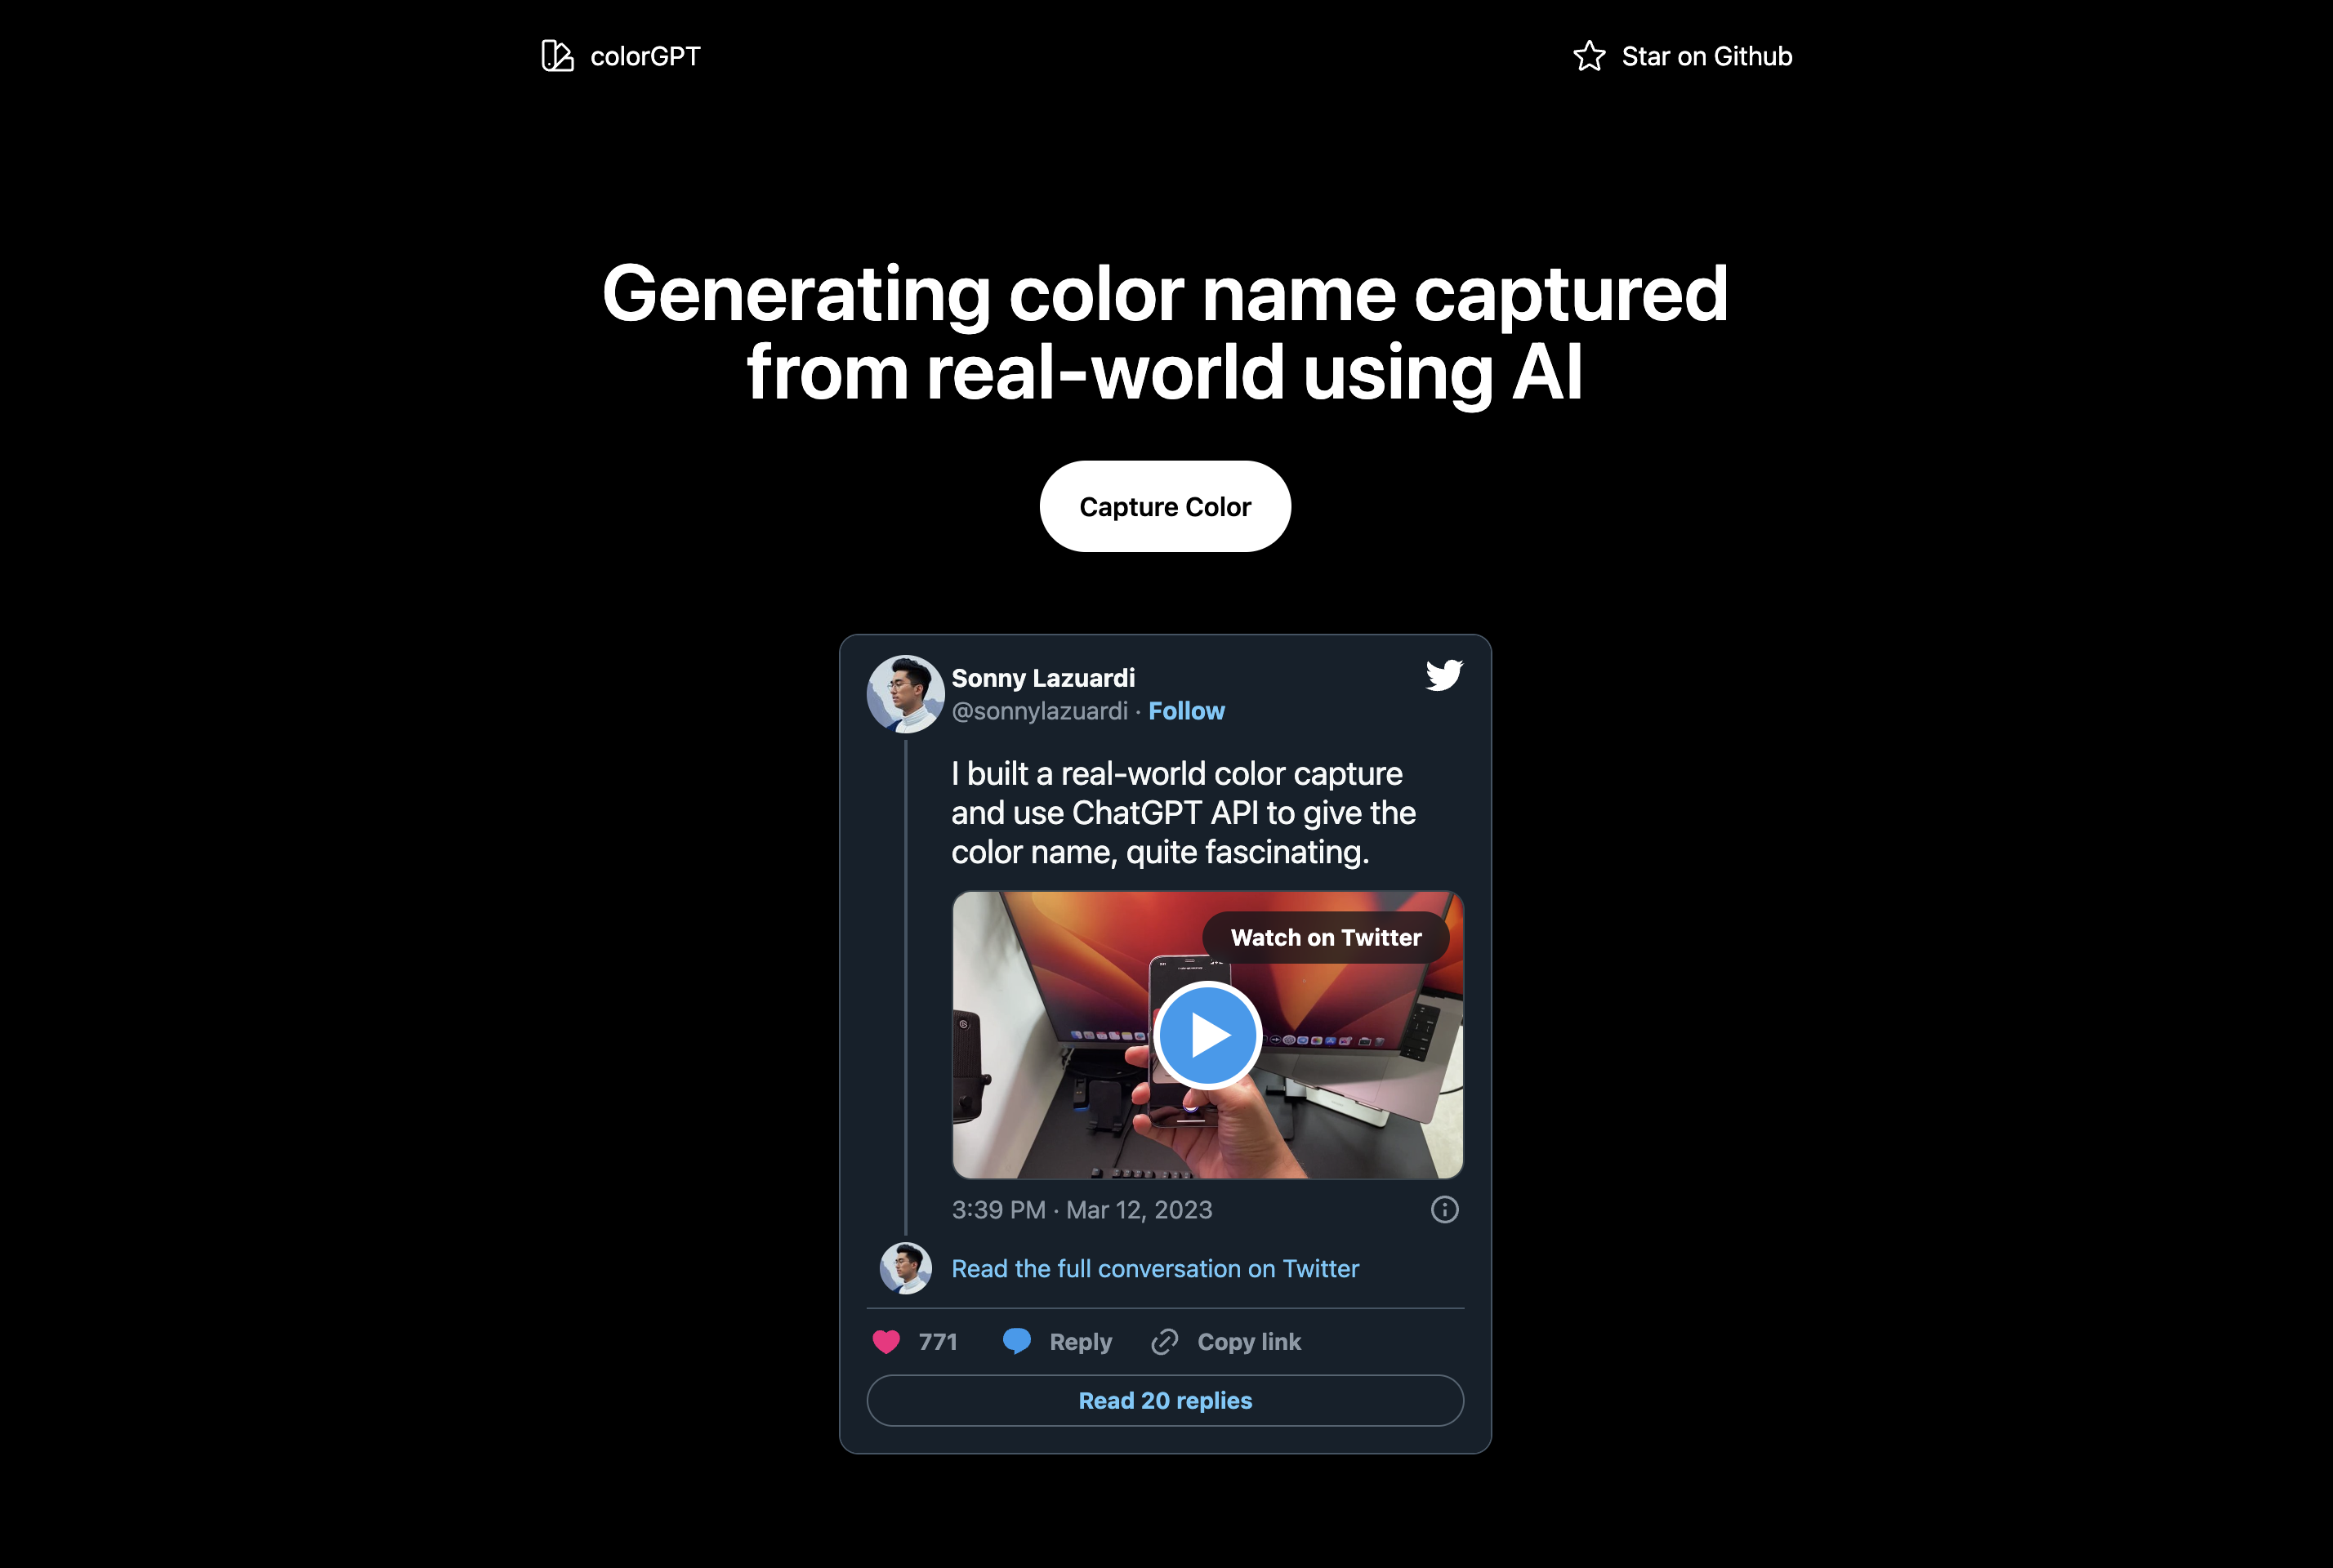 colorGPT
Star on Github
Generating color name captured
from real-world using AI
Capture Color
Sonny Lazuardi
@sonnylazuardi · Follow
I built a real-world color capture
and use ChatGPT API to give the
color name, quite fascinating.
Watch on Twitter
3:39 PM · Mar 12, 2023
Read the full conversation on Twitter
771
Reply
Copy link
Read 20 replies